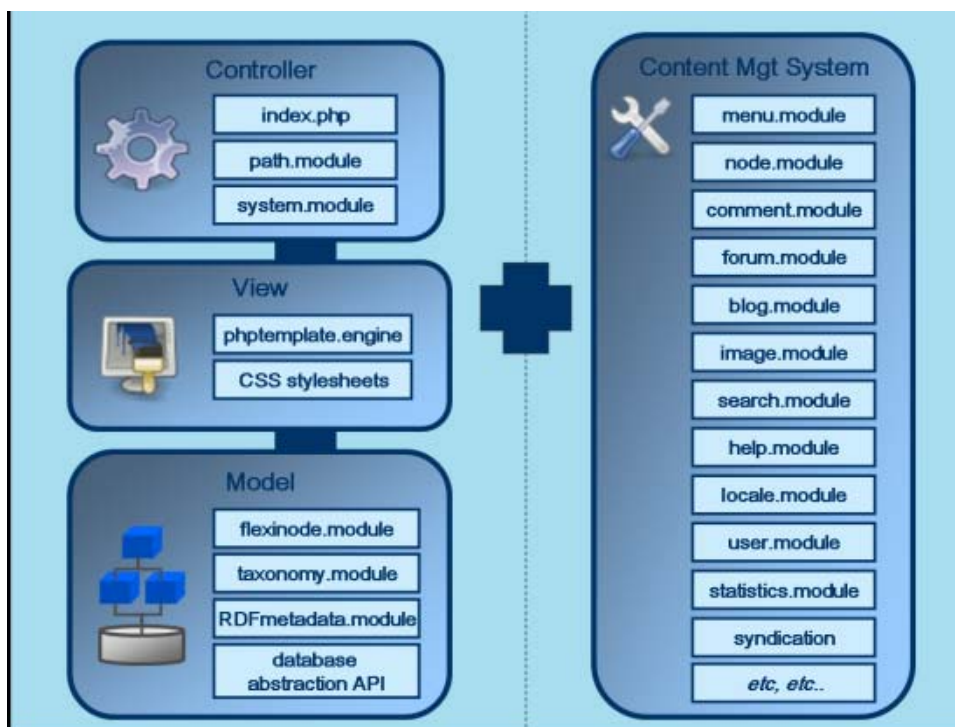 Controller
index.php
path.module
system.module
View
phptemplate.engine
CSS stylesheets
Model
flexinode.module
taxonomy.module
RDFmetadata.module
database
abstraction API
Content Mgt System
menu.module
node.module
comment.module
forum.module
blog.module
image.module
search.module
help.module
locale.module
user.module
statistics.module
syndication
etc, etc..